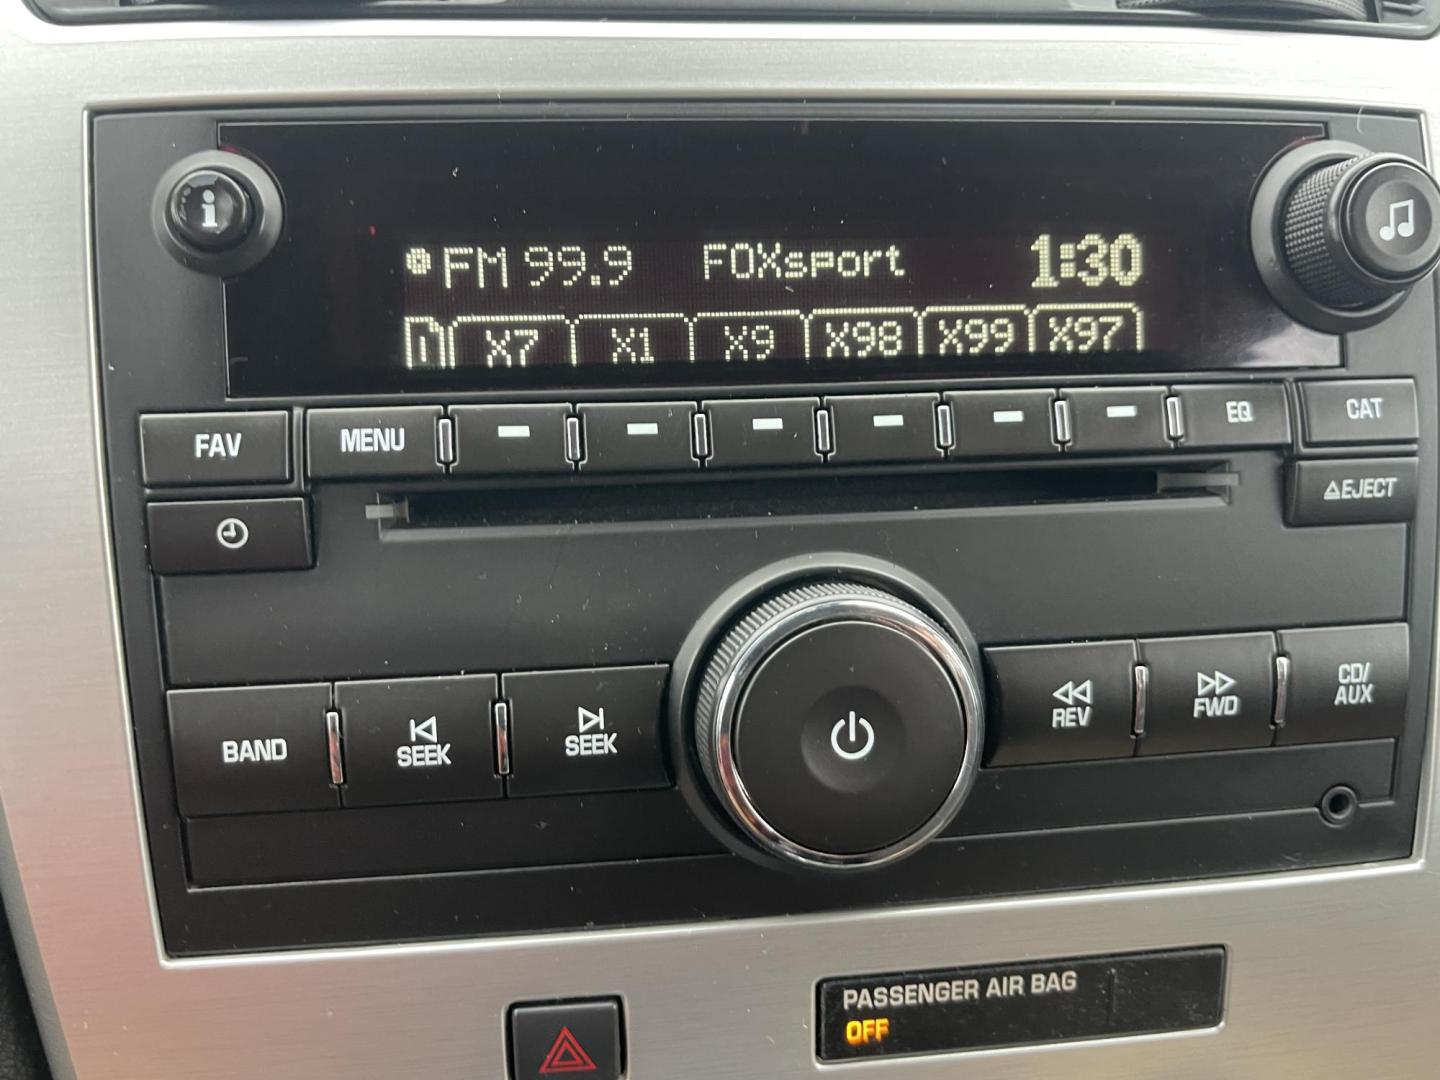 FM 99.9 FOXsport 1:30
X7 X1 X9 X98 X99 X97
FAV MENU EQ CAT
EJECT
BAND SEEK SEEK REV FWD CD/
AUX
PASSENGER AIR BAG
OFF